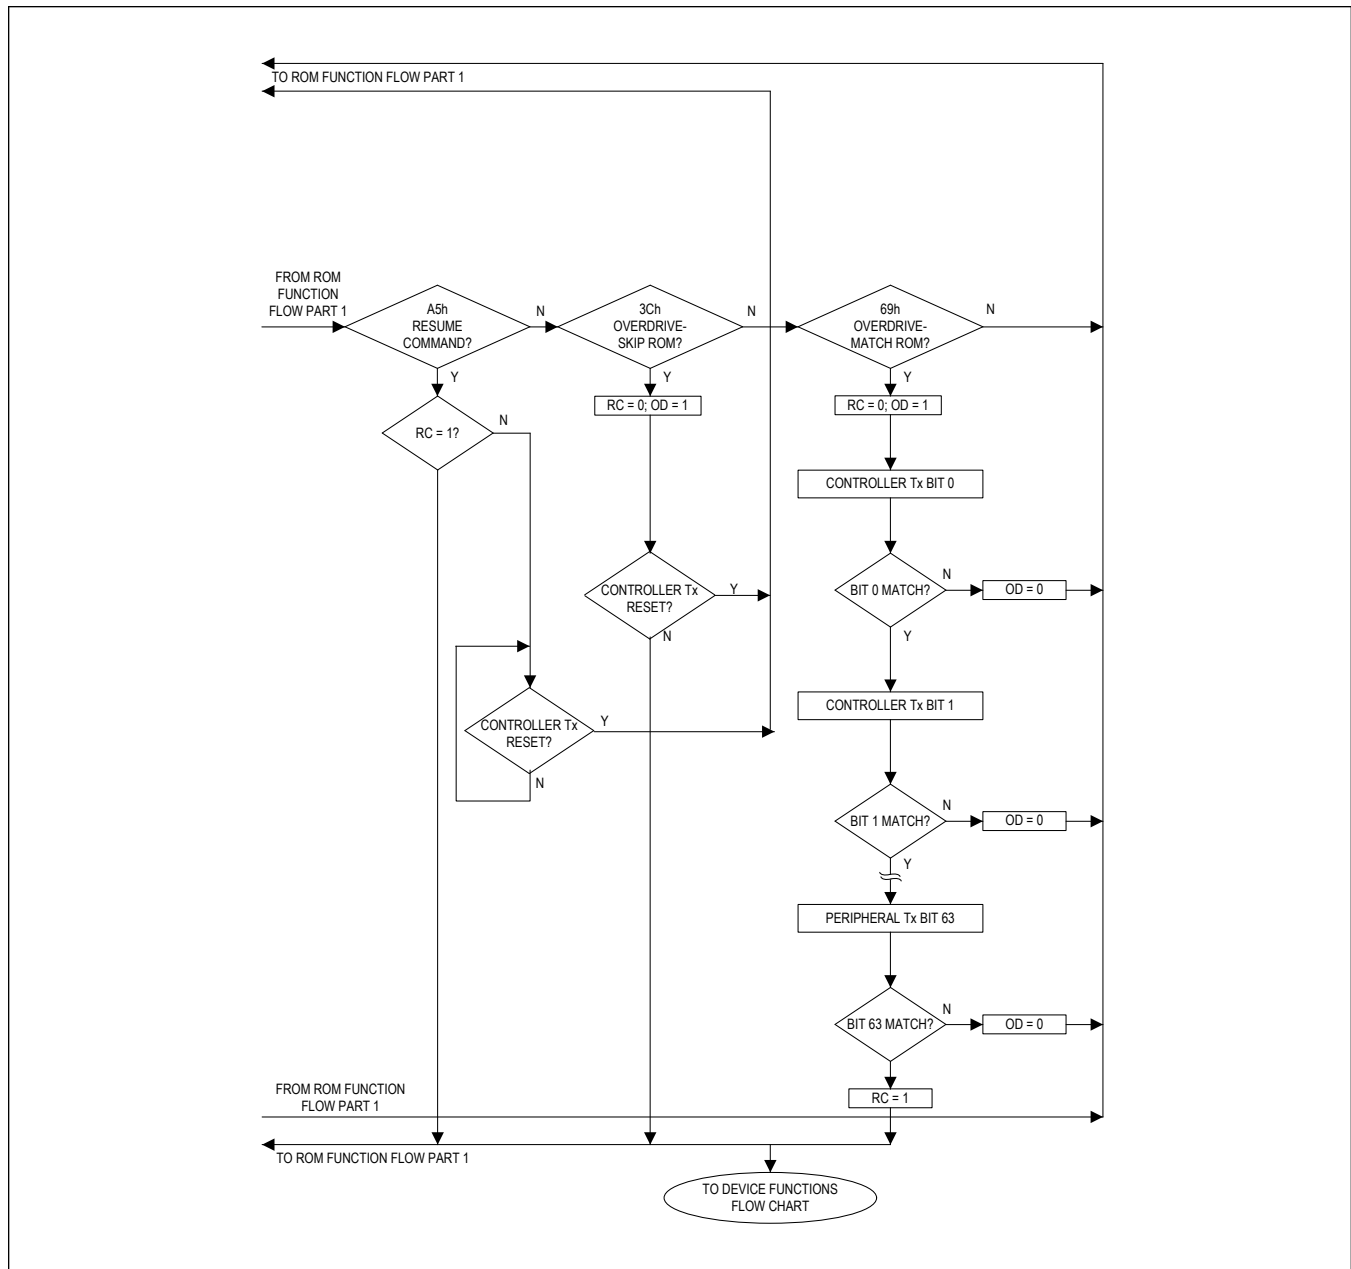 TO ROM FUNCTION FLOW PART 1
FROM ROM
FUNCTION
FLOW PART 1
A5h
RESUME
COMMAND?
N
3Ch
OVERDRIVE-
SKIP ROM?
N
69h
OVERDRIVE-
MATCH ROM?
N
Y
Y
Y
RC = 1?
N
RC = 0; OD = 1
RC = 0; OD = 1
CONTROLLER Tx BIT 0
CONTROLLER Tx
RESET?
Y
N
BIT 0 MATCH?
N
OD = 0
Y
CONTROLLER Tx
RESET?
Y
N
CONTROLLER Tx BIT 1
BIT 1 MATCH?
N
OD = 0
Y
PERIPHERAL Tx BIT 63
BIT 63 MATCH?
N
OD = 0
Y
RC = 1
FROM ROM FUNCTION
FLOW PART 1
TO ROM FUNCTION FLOW PART 1
TO DEVICE FUNCTIONS
FLOW CHART